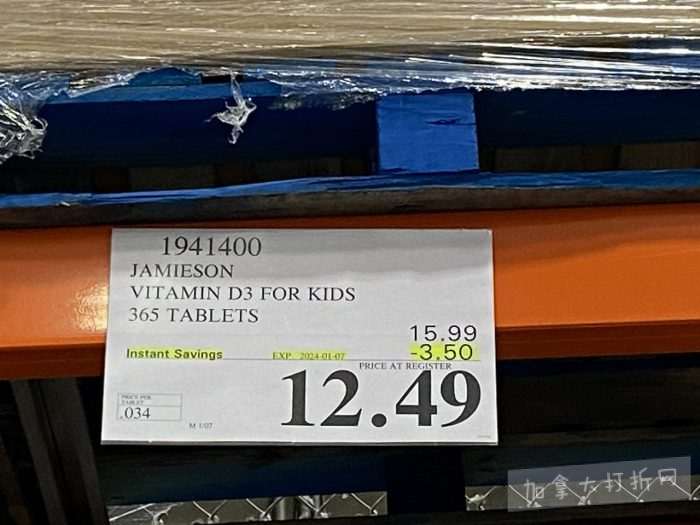 1941400
JAMIESON
VITAMIN D3 FOR KIDS
365 TABLETS
15.99
Instant Savings EXP. 2024-01-07 -3.50
PRICE AT REGISTER
12.49
PRICE PER
TABLET
.034
M 1/07
加拿大打折网